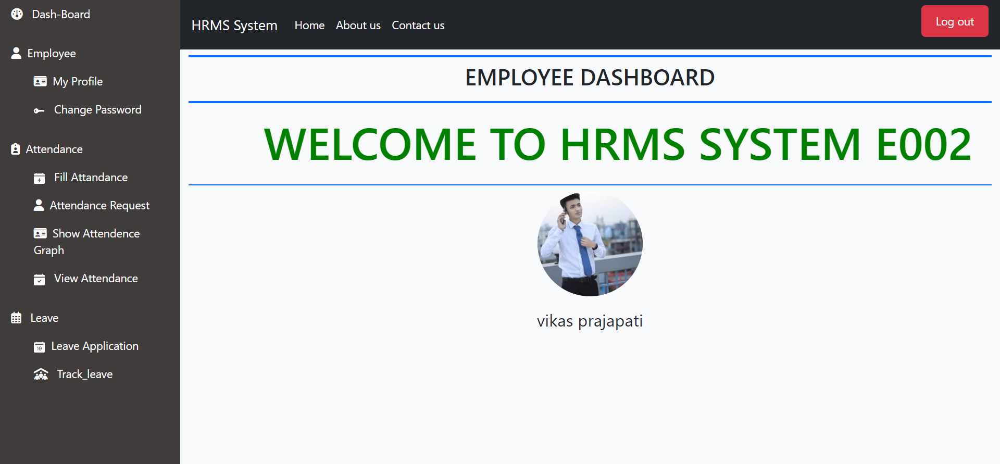 Dash-Board
Employee
My Profile
Change Password
Attendance
Fill Attandance
Attendance Request
Show Attendence
Graph
View Attendance
Leave
19
Leave Application
Track_leave
HRMS System
Home
About us
Contact us
Log out
EMPLOYEE DASHBOARD
WELCOME TO HRMS SYSTEM E002
vikas prajapati